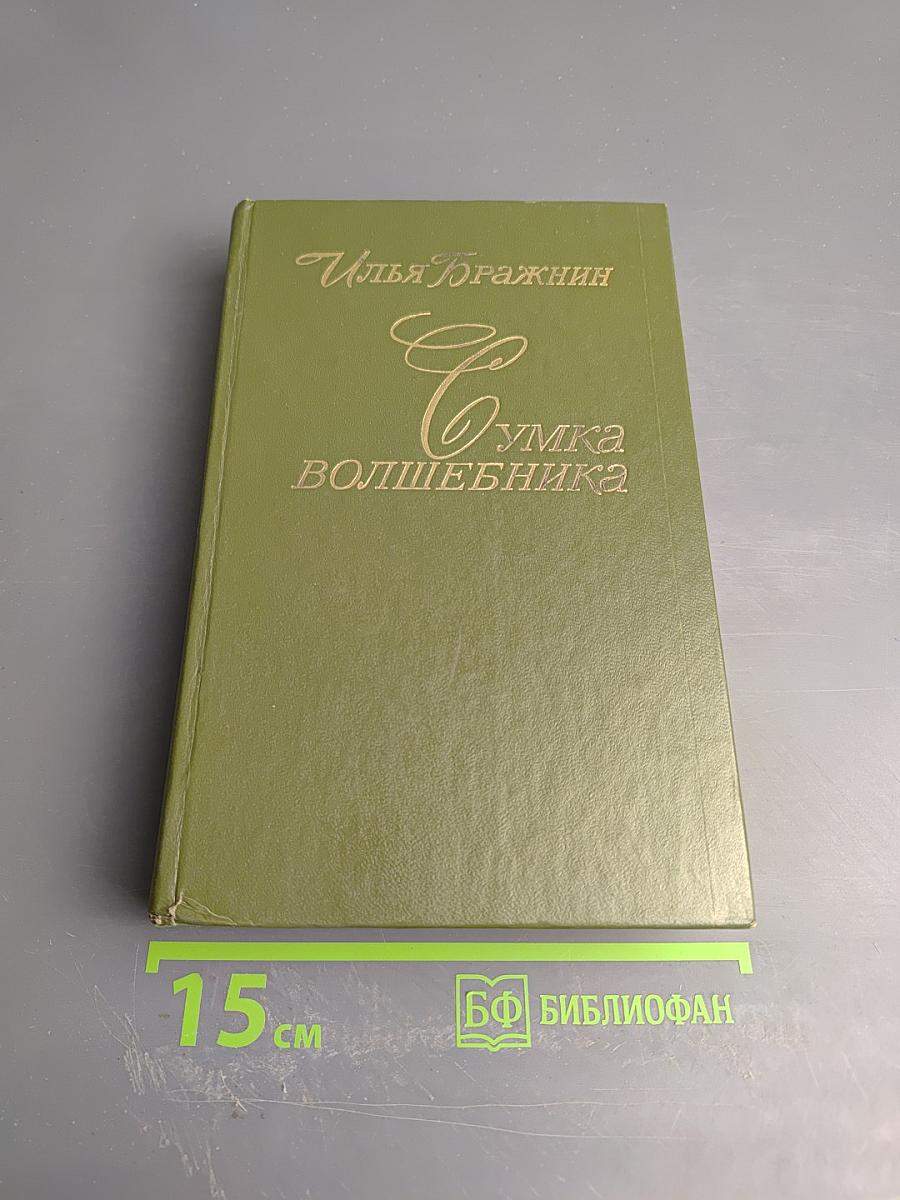 Илья Бражнин
Сумка
ВОЛШЕБНИКа
15 см
БФ БИБЛИОФАН